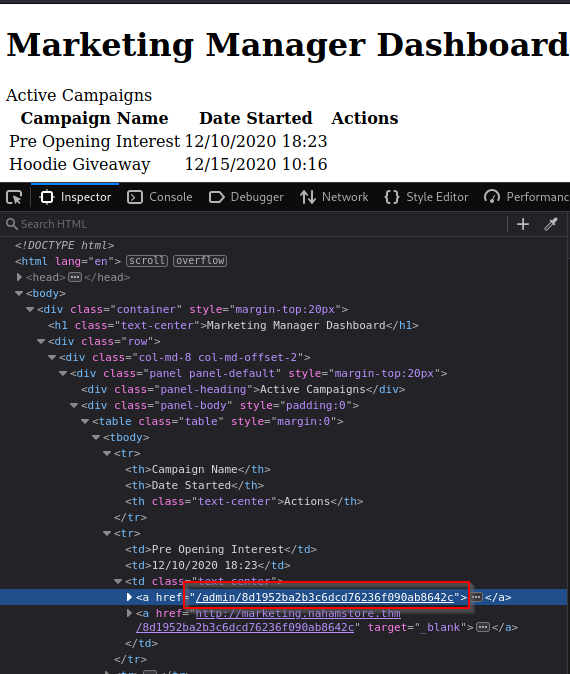 Marketing Manager Dashboard
Active Campaigns
Campaign Name Date Started Actions
Pre Opening Interest 12/10/2020 18:23
Hoodie Giveaway 12/15/2020 10:16
Inspector Console Debugger Network Style Editor Performanc
Search HTML
<!DOCTYPE html>
<html lang="en"> scroll overflow
<head> ... </head>
<body>
<div class="container" style="margin-top:20px">
<h1 class="text-center">Marketing Manager Dashboard</h1>
<div class="row">
<div class="col-md-8 col-md-offset-2">
<div class="panel panel-default" style="margin-top:20px">
<div class="panel-heading">Active Campaigns</div>
<div class="panel-body" style="padding:0">
<table class="table" style="margin:0">
<tbody>
<tr>
<th>Campaign Name</th>
<th>Date Started</th>
<th class="text-center">Actions</th>
</tr>
<tr>
<td>Pre Opening Interest</td>
<td>12/10/2020 18:23</td>
<td class="text-center">
<a href="/admin/8d1952ba2b3c6dcd76236f090ab8642c"> ... </a>
<a href="http://marketing.nahamstore.thm
/8d1952ba2b3c6dcd76236f090ab8642c" target="_blank"> ... </a>
</td>
</tr>